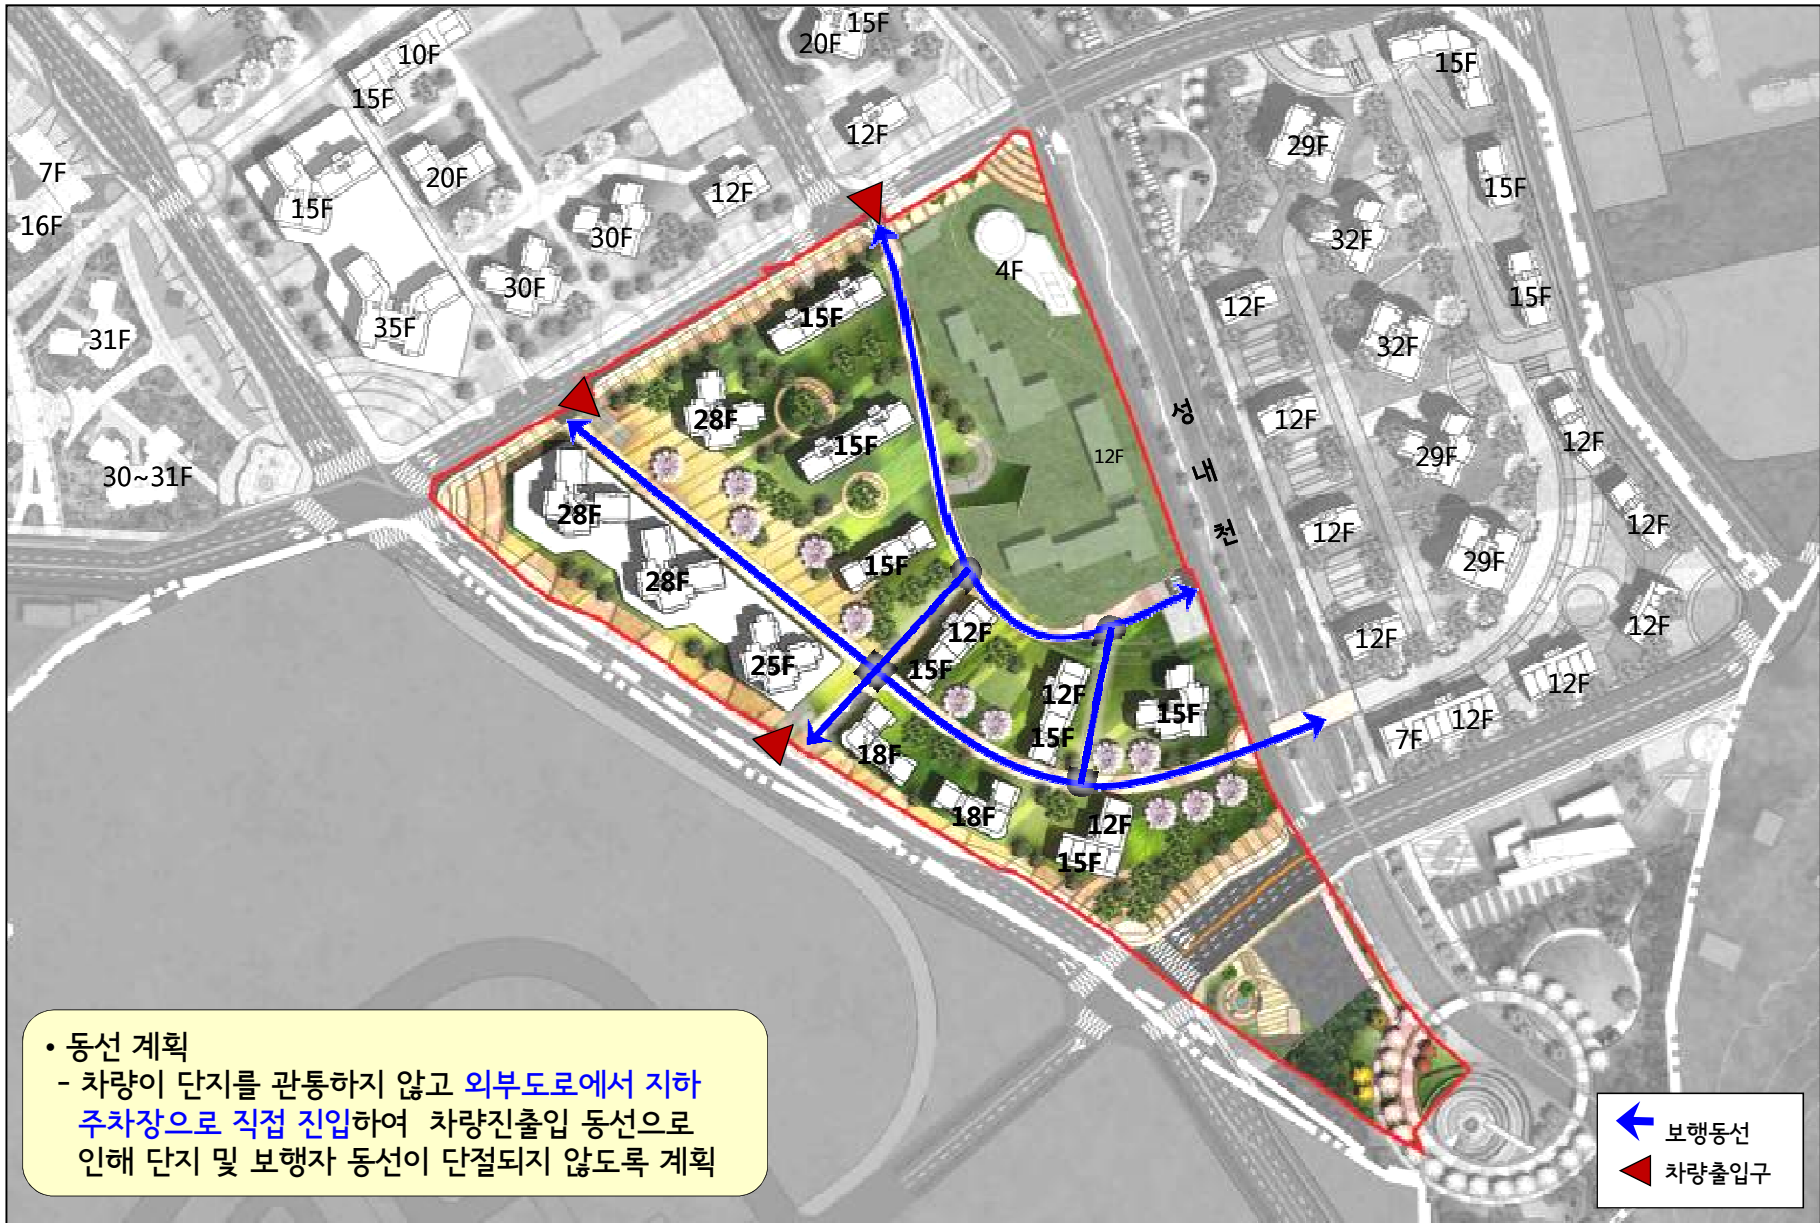 15F
20F
10F
15F
15F
12F
29F
7F
20F
15F
12F
15F
16F
30F
32F
4F
30F
12F
15F
35F
15F
31F
32F
28F
12F
성
12F
15F
29F
12F
내
30~31F
28F
12F
12F
천
29F
15F
28F
12F
12F
12F
25F
15F
12F
12F
15F
7F
12F
15F
18F
18F
12F
15F
• 동선 계획
- 차량이 단지를 관통하지 않고 외부도로에서 지하
주차장으로 직접 진입하여 차량진출입 동선으로
인해 단지 및 보행자 동선이 단절되지 않도록 계획
보행동선
차량출입구